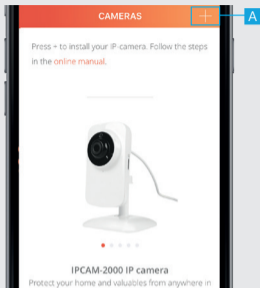 CAMERAS
+
A
Press + to install your IP-camera. Follow the steps
in the online manual.
IPCAM-2000 IP camera
Protect your home and valuables from anywhere in